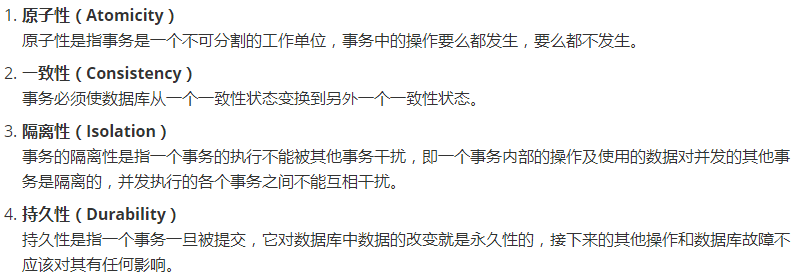 1. 原子性（Atomicity）
原子性是指事务是一个不可分割的工作单位，事务中的操作要么都发生，要么都不发生。
2. 一致性（Consistency）
事务必须使数据库从一个一致性状态变换到另外一个一致性状态。
3. 隔离性（Isolation）
事务的隔离性是指一个事务的执行不能被其他事务干扰，即一个事务内部的操作及使用的数据对并发的其他事
务是隔离的，并发执行的各个事务之间不能互相干扰。
4. 持久性（Durability）
持久性是指一个事务一旦被提交，它对数据库中数据的改变就是永久性的，接下来的其他操作和数据库故障不
应该对其有任何影响。